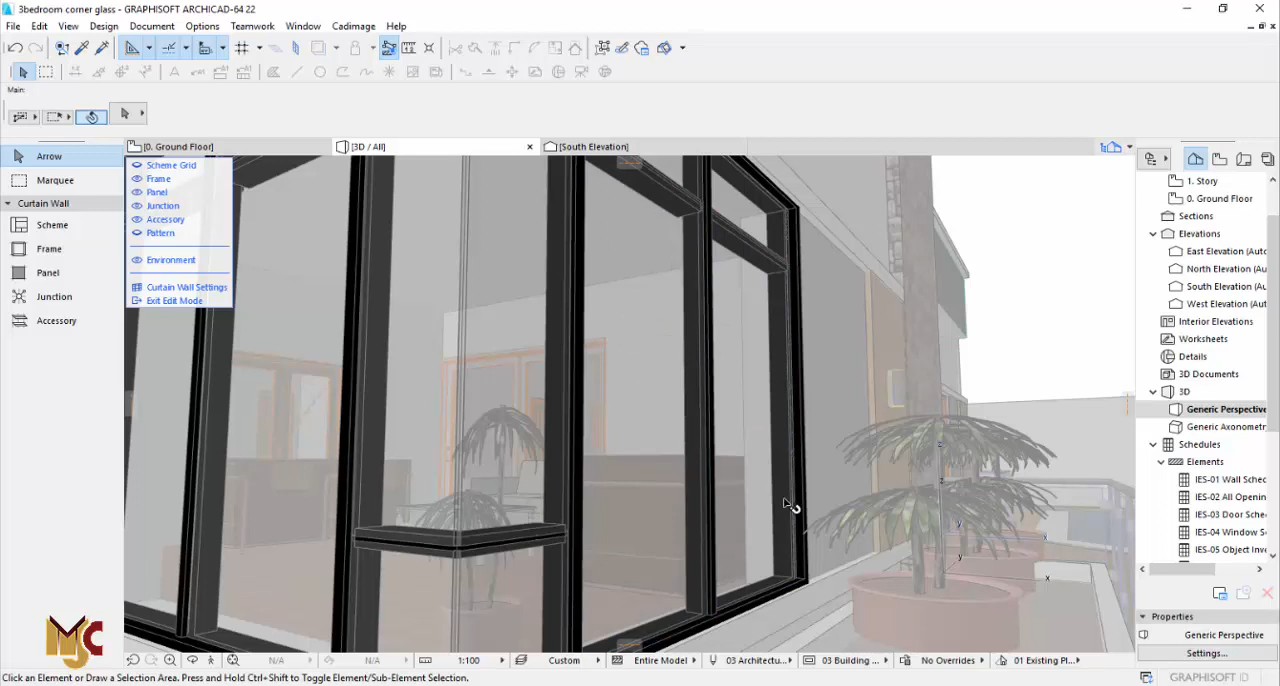 3bedroom corner glass - GRAPHISOFT ARCHICAD-64 22
File Edit View Design Document Options Teamwork Window Cadimage Help
Main:
[0. Ground Floor]
[3D / All]
[South Elevation]
Arrow
Marquee
Curtain Wall
Scheme
Frame
Panel
Junction
Accessory
Scheme Grid
Frame
Panel
Junction
Accessory
Pattern
Environment
Curtain Wall Settings
Exit Edit Mode
z
z
y
x
y
x
1. Story
0. Ground Floor
Sections
Elevations
East Elevation (Auto
North Elevation (Aut
South Elevation (Au
West Elevation (Aut
Interior Elevations
Worksheets
Details
3D Documents
3D
Generic Perspective
Generic Axonometr
Schedules
Elements
IES-01 Wall Sched
IES-02 All Openin
IES-03 Door Sche
IES-04 Window S
IES-05 Object Inve
Properties
Generic Perspective
Settings...
MSC
N/A
N/A
1:100
Custom
Entire Model
03 Architectu...
03 Building ...
No Overrides
01 Existing Pl...
Click an Element or Draw a Selection Area. Press and Hold Ctrl+Shift to Toggle Element/Sub-Element Selection.
GRAPHISOFT ID